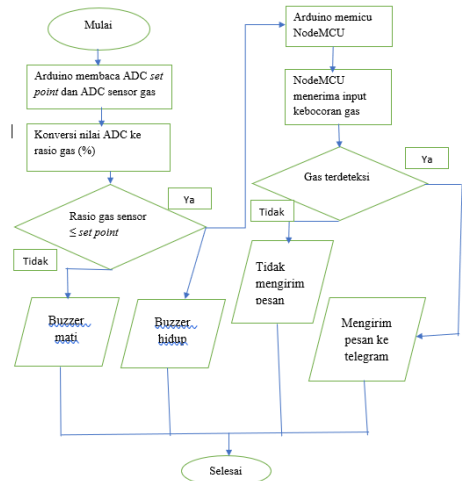 Mulai
Arduino membaca ADC set
point dan ADC sensor gas
Konversi nilai ADC ke
rasio gas (%)
Rasio gas sensor
≤ set point
Ya
Tidak
Buzzer
mati
Buzzer
hidup
Arduino memicu
NodeMCU
NodeMCU
menerima input
kebocoran gas
Gas terdeteksi
Ya
Tidak
Tidak
mengirim
pesan
Mengirim
pesan ke
telegram
Selesai